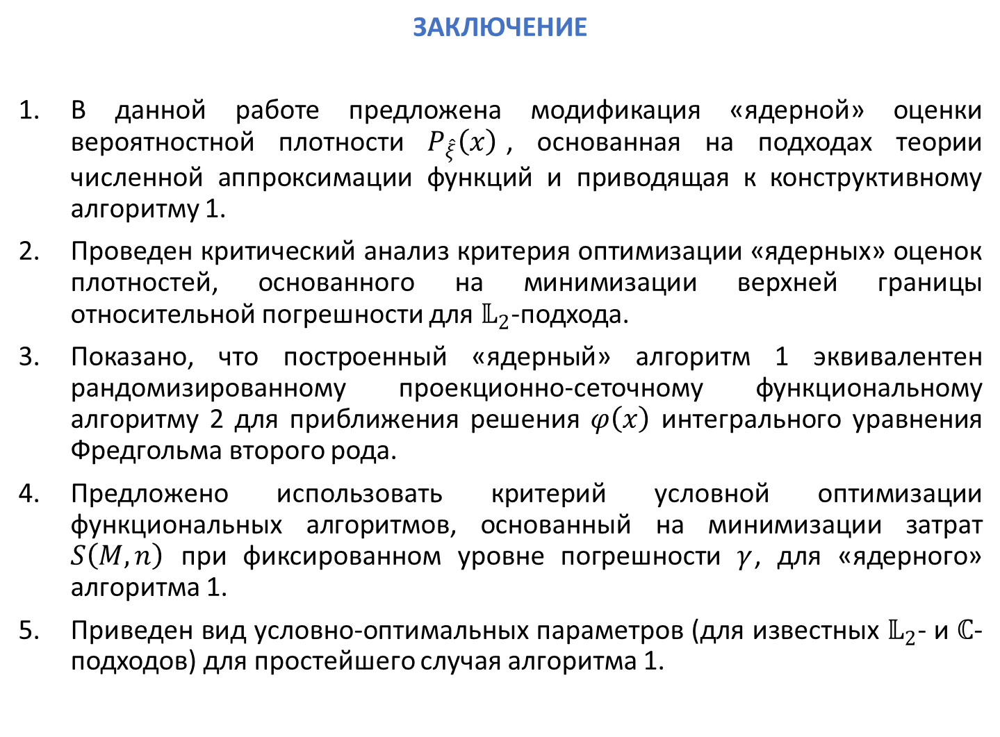 ЗАКЛЮЧЕНИЕ
1. В данной работе предложена модификация «ядерной» оценки
вероятностной плотности $P_{\hat{\xi}}(x)$ , основанная на подходах теории
численной аппроксимации функций и приводящая к конструктивному
алгоритму 1.
2. Проведен критический анализ критерия оптимизации «ядерных» оценок
плотностей, основанного на минимизации верхней границы
относительной погрешности для $\mathbb{L}_2$-подхода.
3. Показано, что построенный «ядерный» алгоритм 1 эквивалентен
рандомизированному проекционно-сеточному функциональному
алгоритму 2 для приближения решения $\varphi(x)$ интегрального уравнения
Фредгольма второго рода.
4. Предложено использовать критерий условной оптимизации
функциональных алгоритмов, основанный на минимизации затрат
$S(M,n)$ при фиксированном уровне погрешности $\gamma$, для «ядерного»
алгоритма 1.
5. Приведен вид условно-оптимальных параметров (для известных $\mathbb{L}_2$- и $\mathbb{C}$-
подходов) для простейшего случая алгоритма 1.